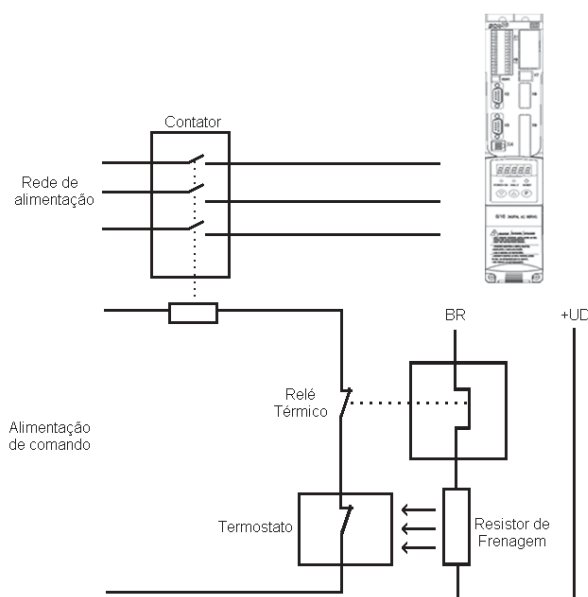 Contator
Rede de
alimentação
BR
+UD
Relé
Térmico
Alimentação
de comando
Termostato
Resistor de
Frenagem